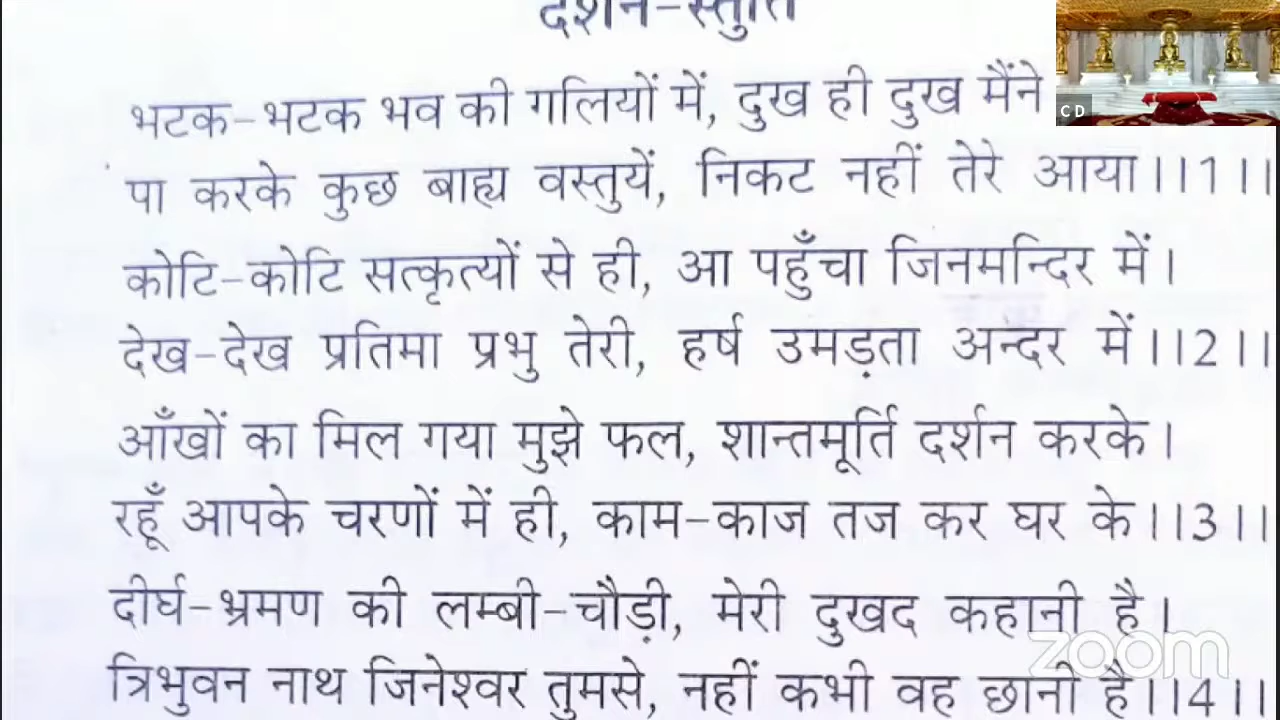 दर्शन-स्तुति
भटक-भटक भव की गलियों में, दुख ही दुख मैंने
पा करके कुछ बाह्य वस्तुयें, निकट नहीं तेरे आया।।1।।
कोटि-कोटि सत्कृत्यों से ही, आ पहुँचा जिनमन्दिर में।
देख-देख प्रतिमा प्रभु तेरी, हर्ष उमड़ता अन्दर में।।2।।
आँखों का मिल गया मुझे फल, शान्तमूर्ति दर्शन करके।
रहूँ आपके चरणों में ही, काम-काज तज कर घर के।।3।।
दीर्घ-भ्रमण की लम्बी-चौड़ी, मेरी दुखद कहानी है।
त्रिभुवन नाथ जिनेश्वर तुमसे, नहीं कभी वह छानी है।।4।।
C D
zoom